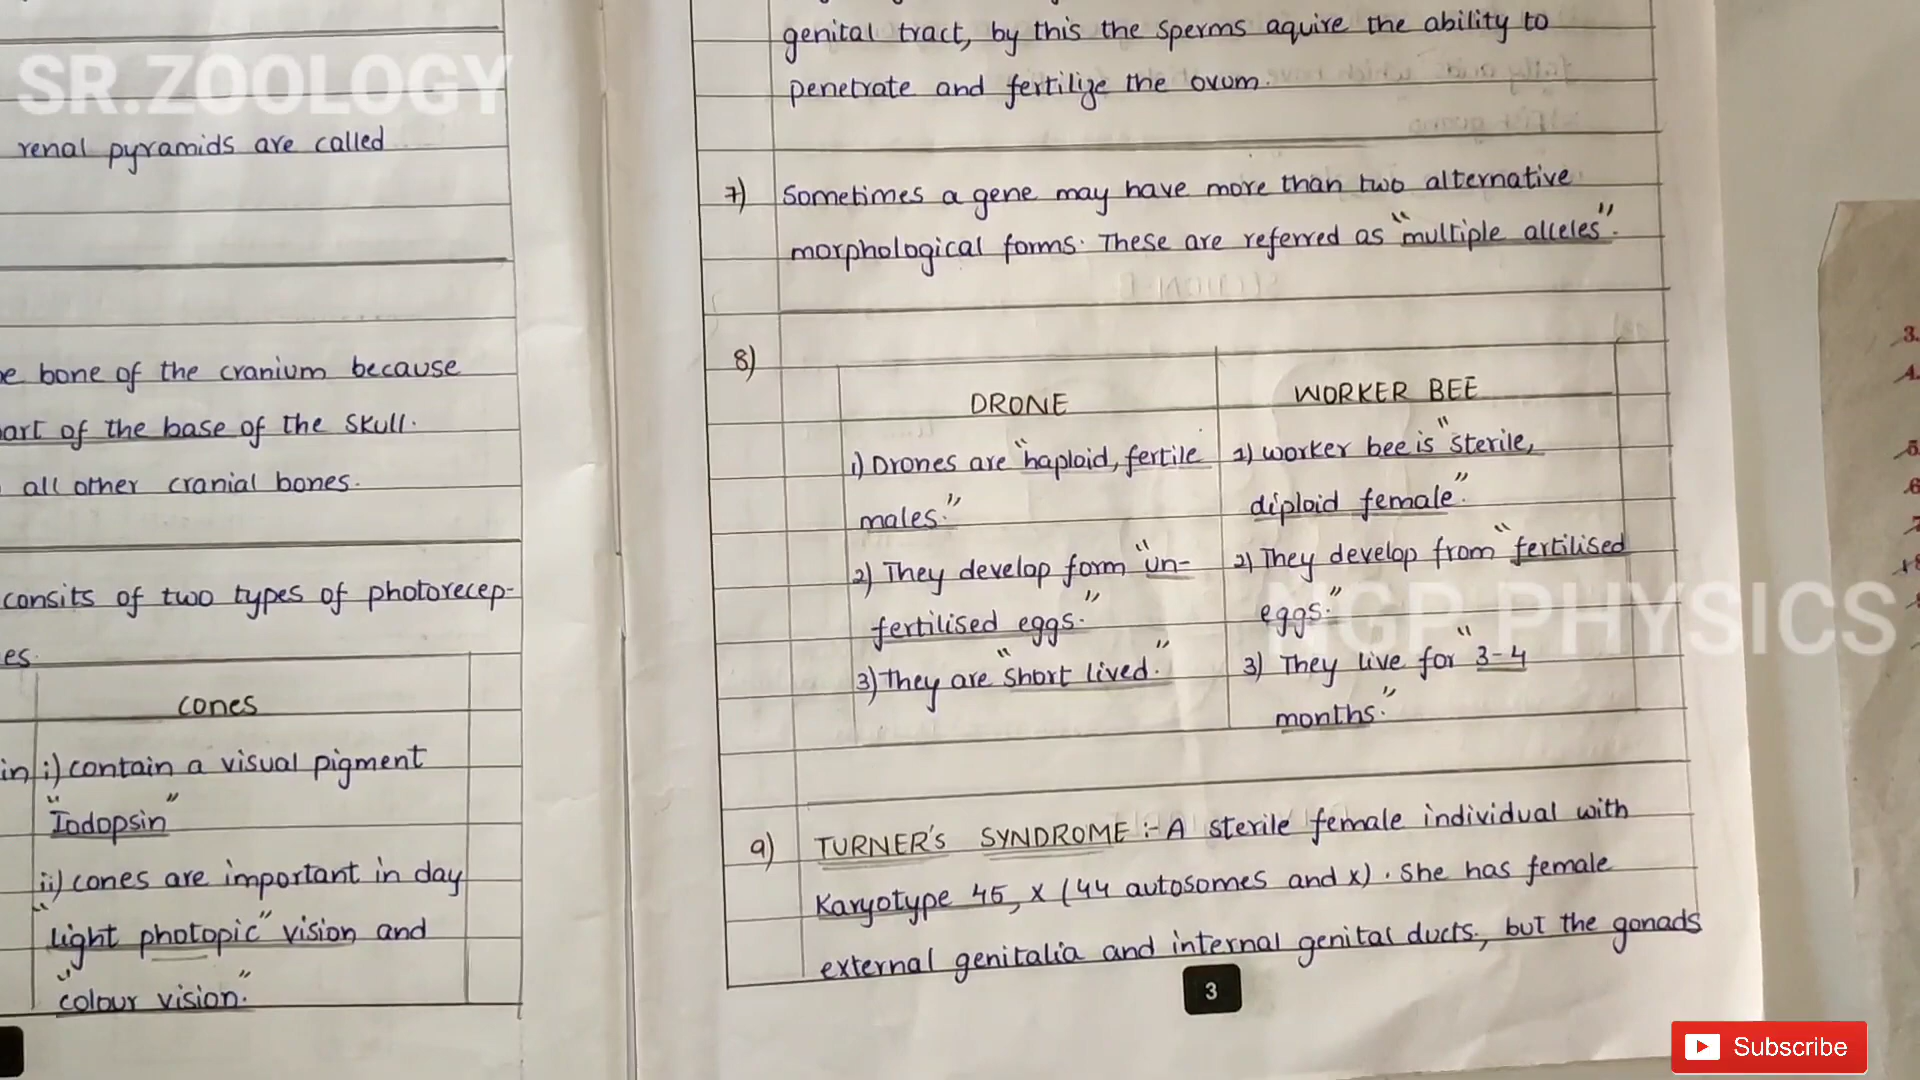 SR.ZOOLOGY
renal pyramids are called
e bone of the cranium because
art of the base of the skull.
all other cranial bones.
consits of two types of photorecep-
es.
cones
in i) contain a visual pigment
"Iodopsin"
ii) cones are important in day
"light photopic" vision and
"colour vision."
genital tract, by this the sperms aquire the ability to
penetrate and fertilize the ovum.
7) Sometimes a gene may have more than two alternative
morphological forms. These are referred as "multiple alleles".
8)
DRONE
WORKER BEE
1) Drones are "haploid, fertile
males."
2) They develop form "un-
fertilised eggs."
3) They are "short lived."
1) worker bee is "sterile,
diploid female".
2) They develop from "fertilised
eggs."
3) They live for "3-4
months."
NGP PHYSICS
9) TURNER'S SYNDROME :- A sterile female individual with
Karyotype 45, x (44 autosomes and x). She has female
external genitalia and internal genital ducts, but the gonads
3
3.
4.
5.
6
7
8
Subscribe